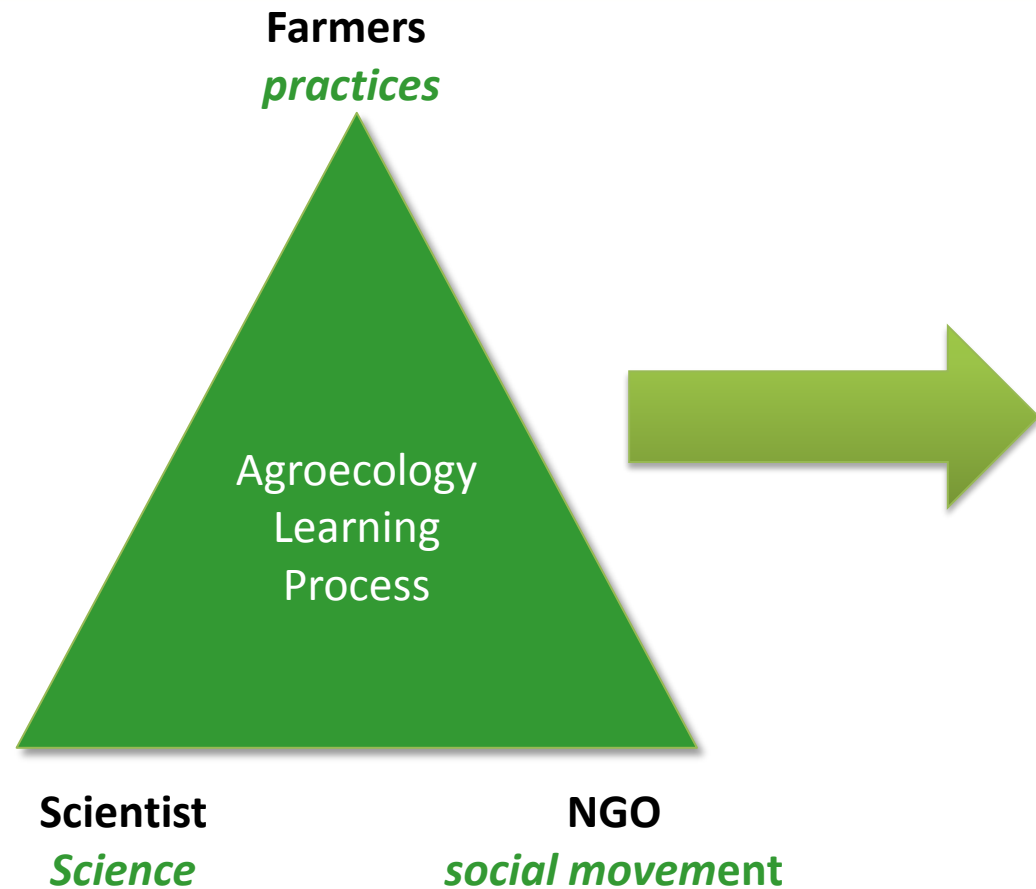 Farmers
practices
Agroecology
Learning
Process
Scientist
Science
NGO
social movement